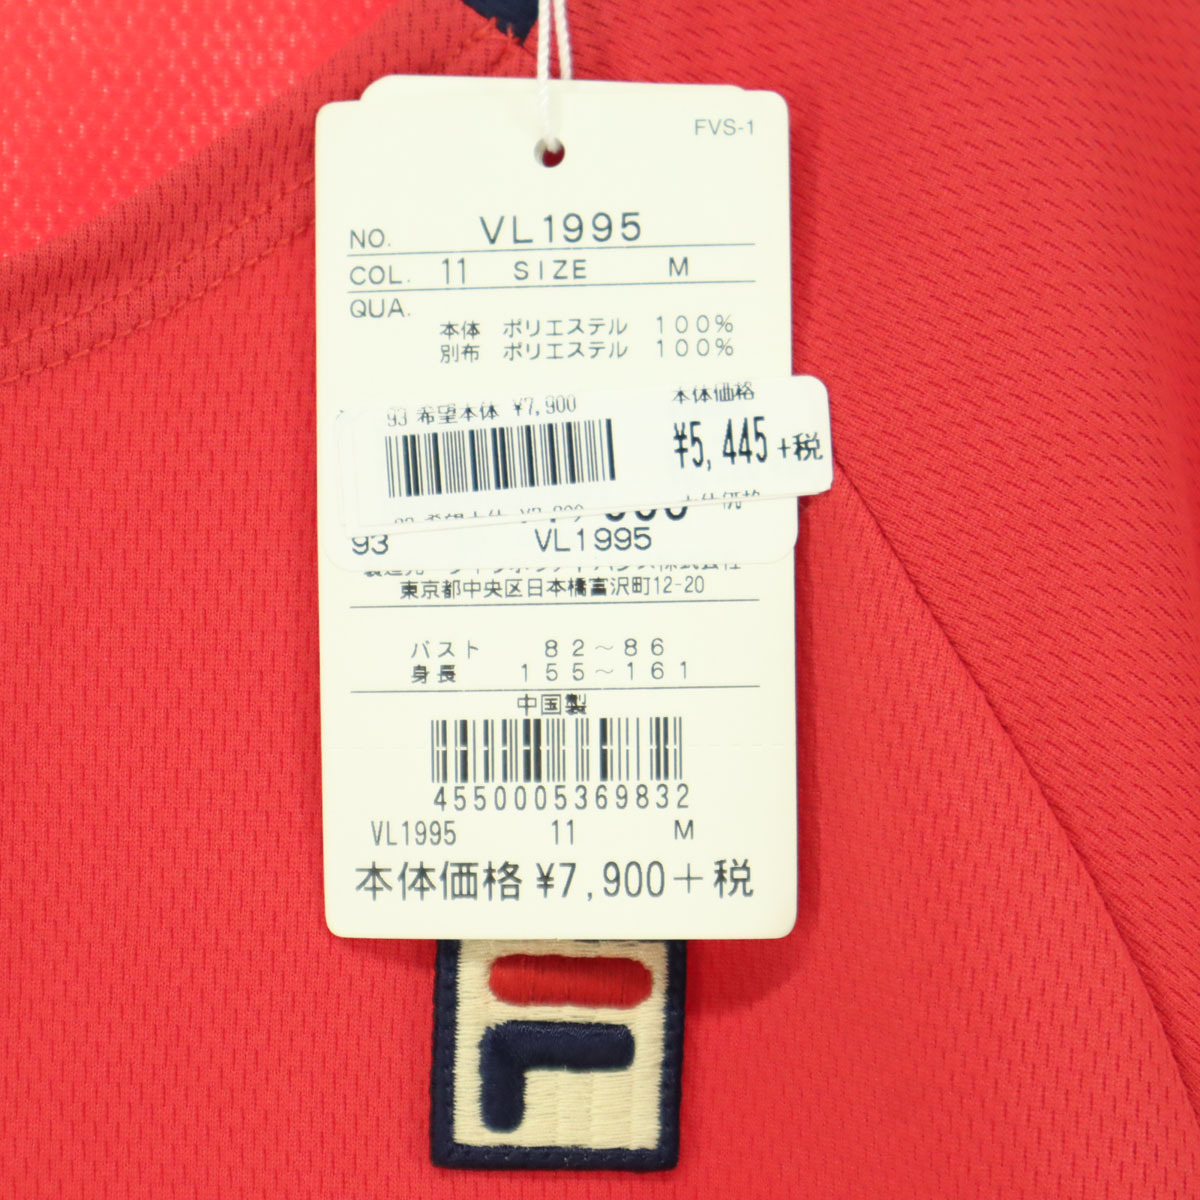 FVS-1
NO. VL1995
COL. 11 SIZE M
QUA.
本体 ポリエステル 100%
別布 ポリエステル 100%
本体価格
93 希望本体 ¥7,900
¥5,445 +税
93 VL1995
東京都中央区日本橋富沢町12-20
バスト 82~86
身長 155~161
中国製
4550005369832
VL1995 11 M
本体価格 ¥7,900+税